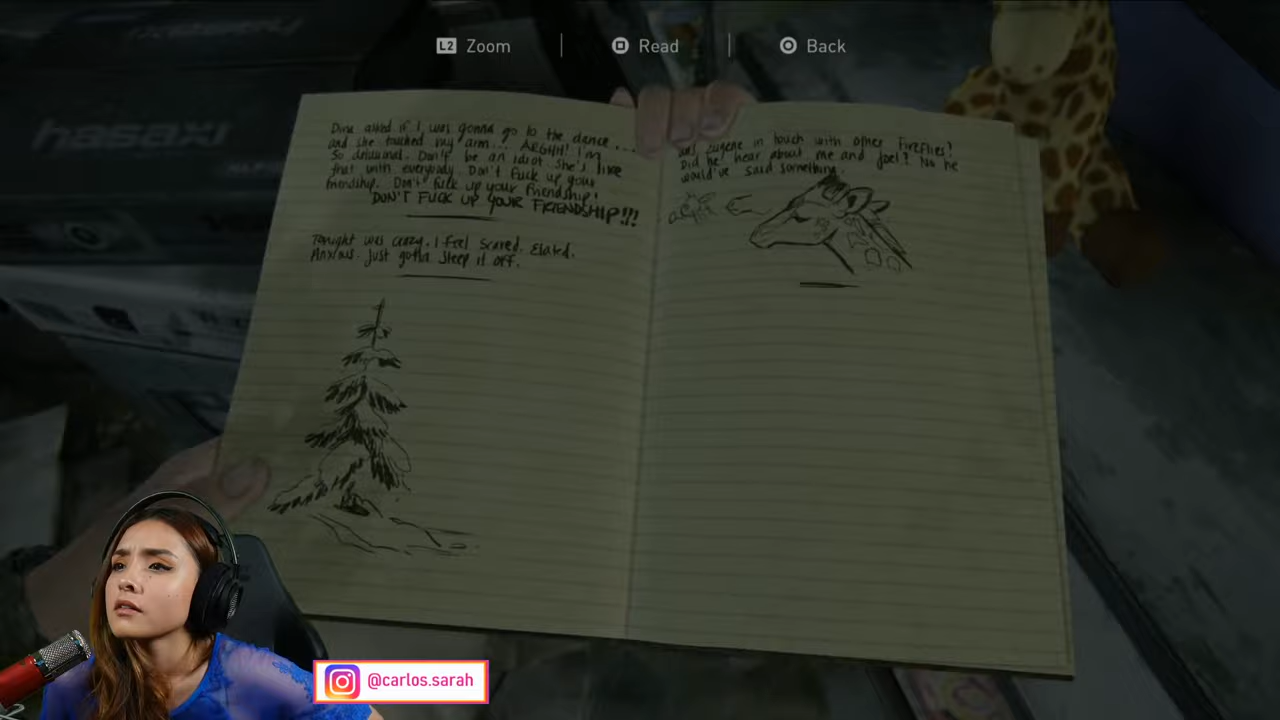 L2 Zoom
Read
Back
hasaxi
Dina asked if I was gonna go to the dance...
and she touched my arm... ARGH! I'm
so delusional. Don't be an idiot. She's like
that with everybody. Don't fuck up your
friendship. Don't fuck up your friendship.
DON'T FUCK UP YOUR FRIENDSHIP!!!
Tonight was crazy. I feel scared. Elated.
Anxious. Just gotta sleep it off.
Was Eugene in touch with other Fireflies?
Did he hear about me and Joel? No he
would've said something.
@carlos.sarah